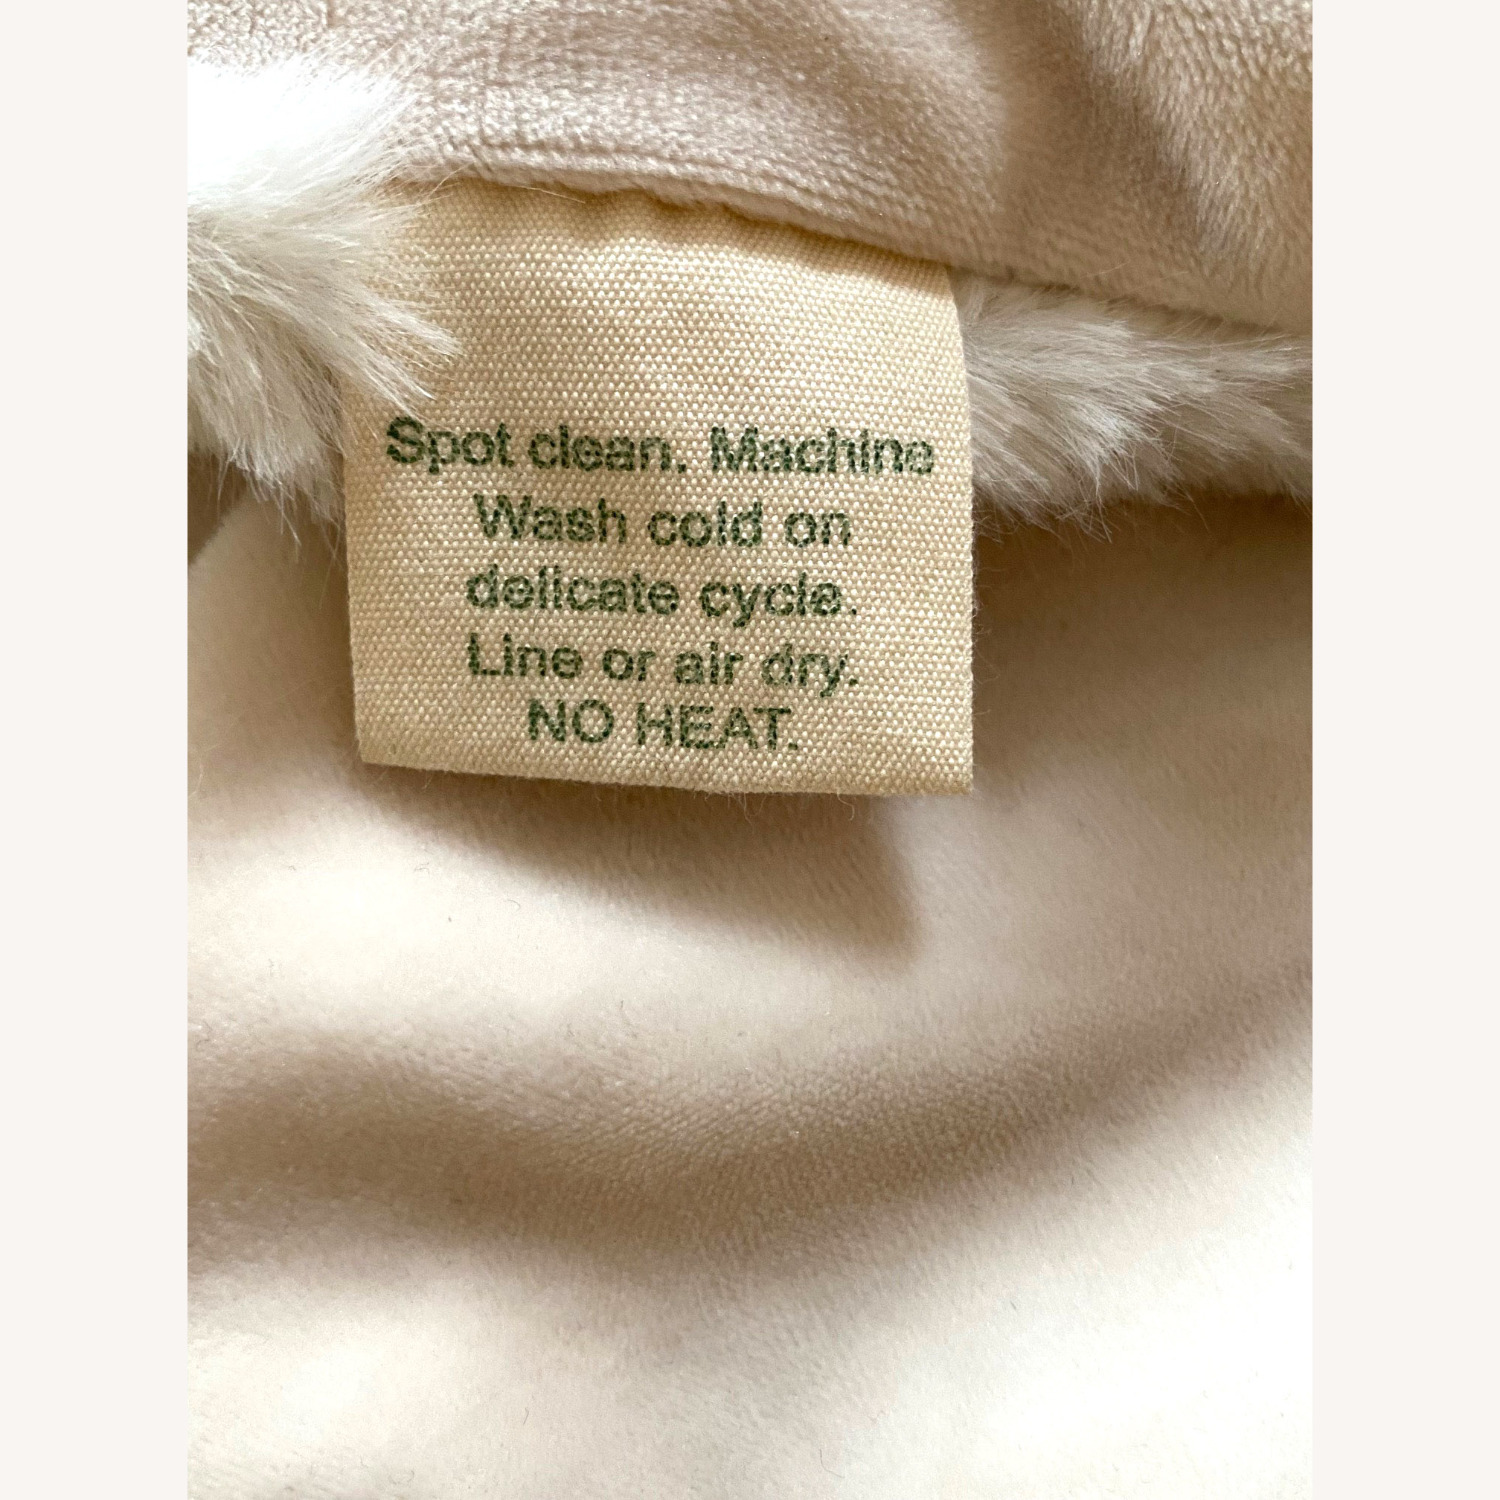 Spot clean. Machine
Wash cold on
delicate cycle.
Line or air dry.
NO HEAT.